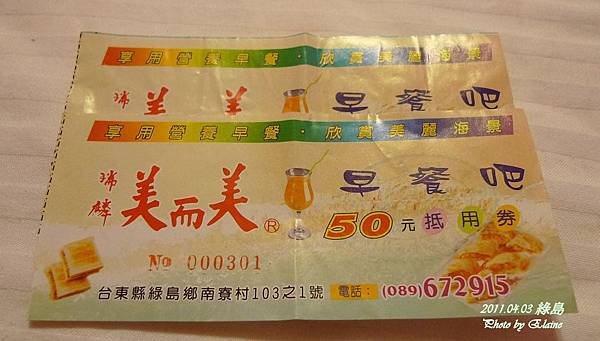 享用營養早餐・欣賞美麗海景
瑞 美 美 早餐吧
享用營養早餐・欣賞美麗海景
瑞麟 美而美 ® 早餐吧
50元抵用券
№ 000301
台東縣綠島鄉南寮村103之1號 電話：(089)672915
2011.04.03 綠島
Photo by Elaine